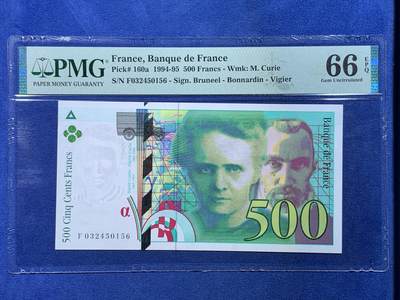 PMG
PAPER MONEY GUARANTY
France, Banque de France
Pick# 160a 1994-95 500 Francs - Wmk: M. Curie
S/N F032450156 - Sign. Bruneel - Bonnardin - Vigier
66 EPQ
Gem Uncirculated
500 Cinq Cents Francs
Banque de France
α
500
F 032450156